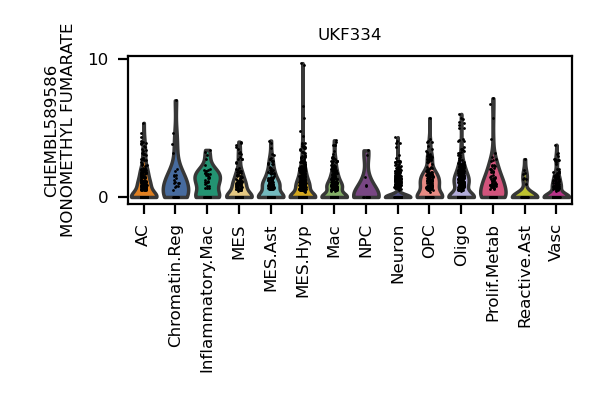 UKF334
CHEMBL589586
MONOMETHYL FUMARATE
10
0
AC
Chromatin.Reg
Inflammatory.Mac
MES
MES.Ast
MES.Hyp
Mac
NPC
Neuron
OPC
Oligo
Prolif.Metab
Reactive.Ast
Vasc